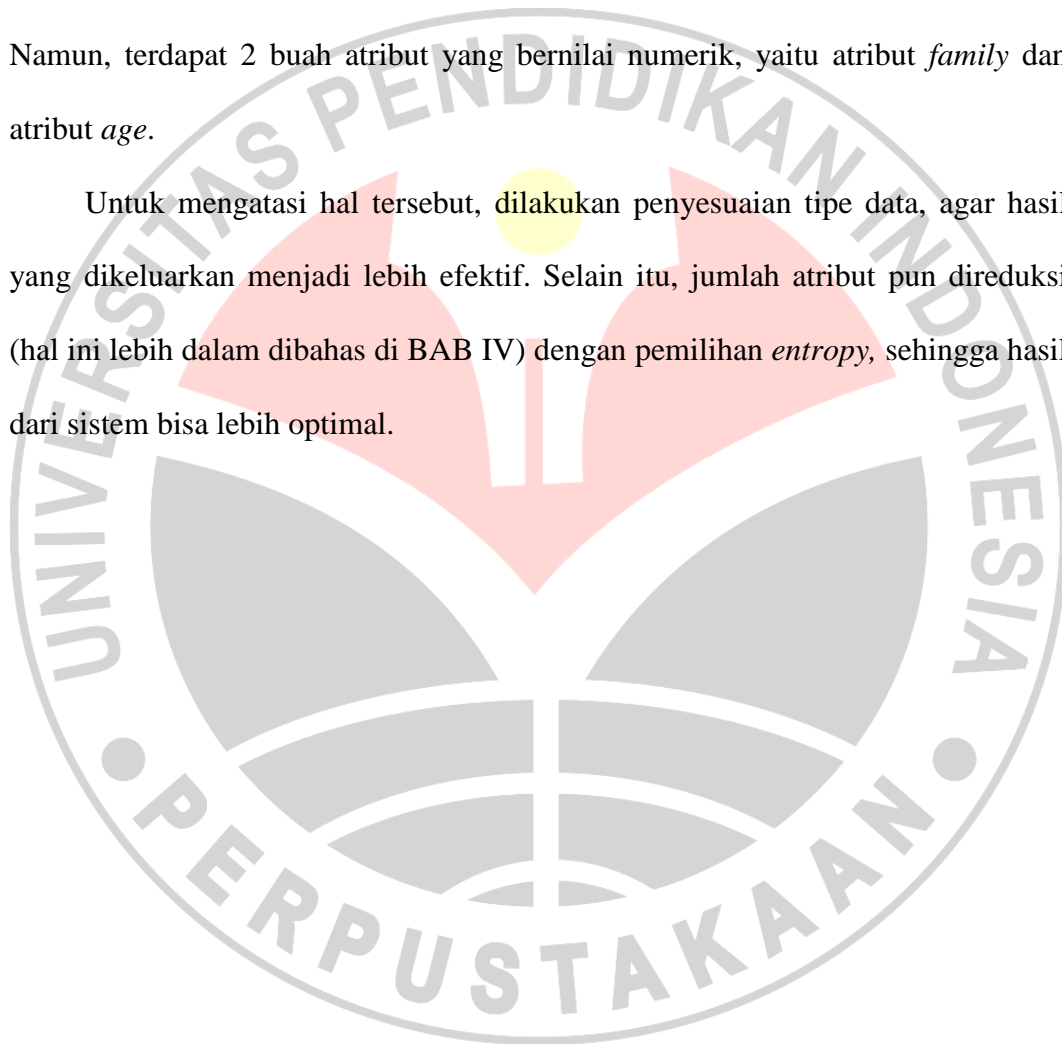 Namun, terdapat 2 buah atribut yang bernilai numerik, yaitu atribut family dan
atribut age.
Untuk mengatasi hal tersebut, dilakukan penyesuaian tipe data, agar hasil
yang dikeluarkan menjadi lebih efektif. Selain itu, jumlah atribut pun direduksi
(hal ini lebih dalam dibahas di BAB IV) dengan pemilihan entropy, sehingga hasil
dari sistem bisa lebih optimal.
UNIVERSITAS PENDIDIKAN INDONESIA
PERPUSTAKAAN